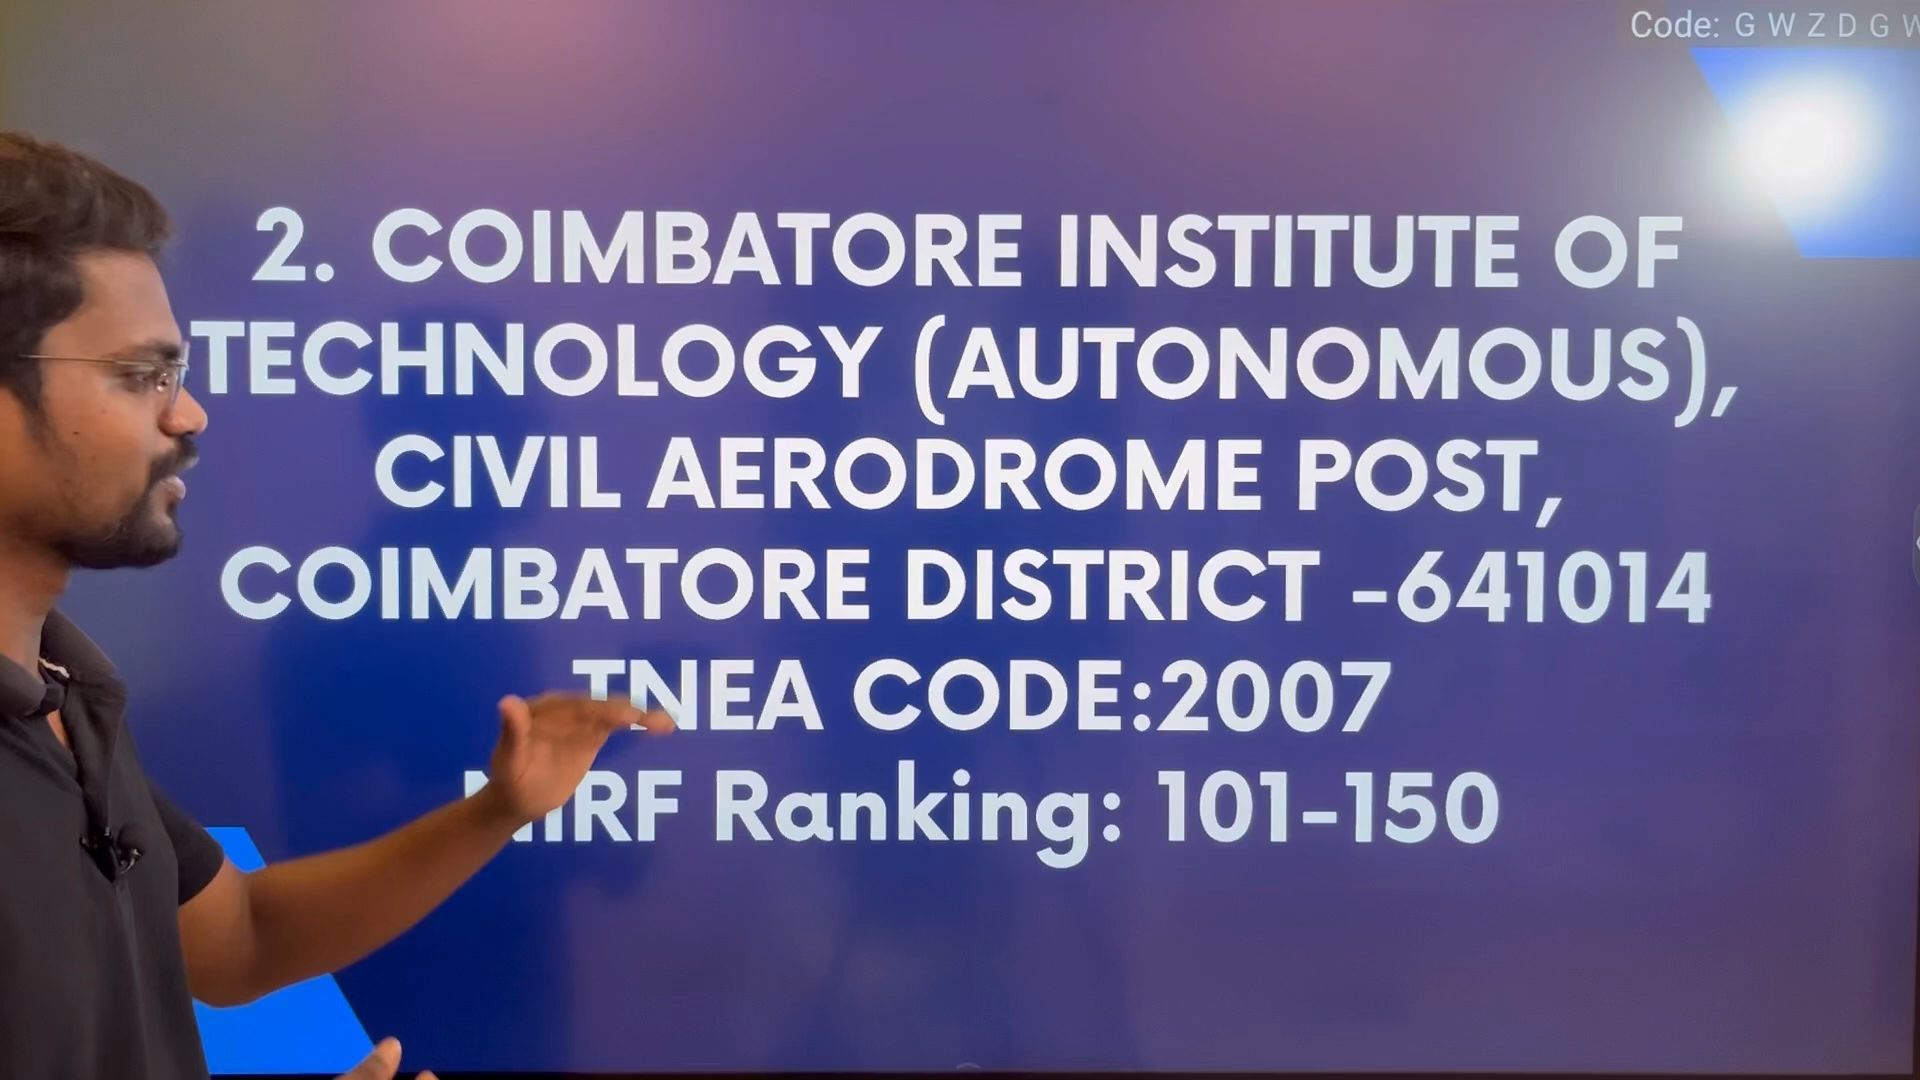 Code: G W Z D G W
2. COIMBATORE INSTITUTE OF
TECHNOLOGY (AUTONOMOUS),
CIVIL AERODROME POST,
COIMBATORE DISTRICT -641014
TNEA CODE:2007
NIRF Ranking: 101-150